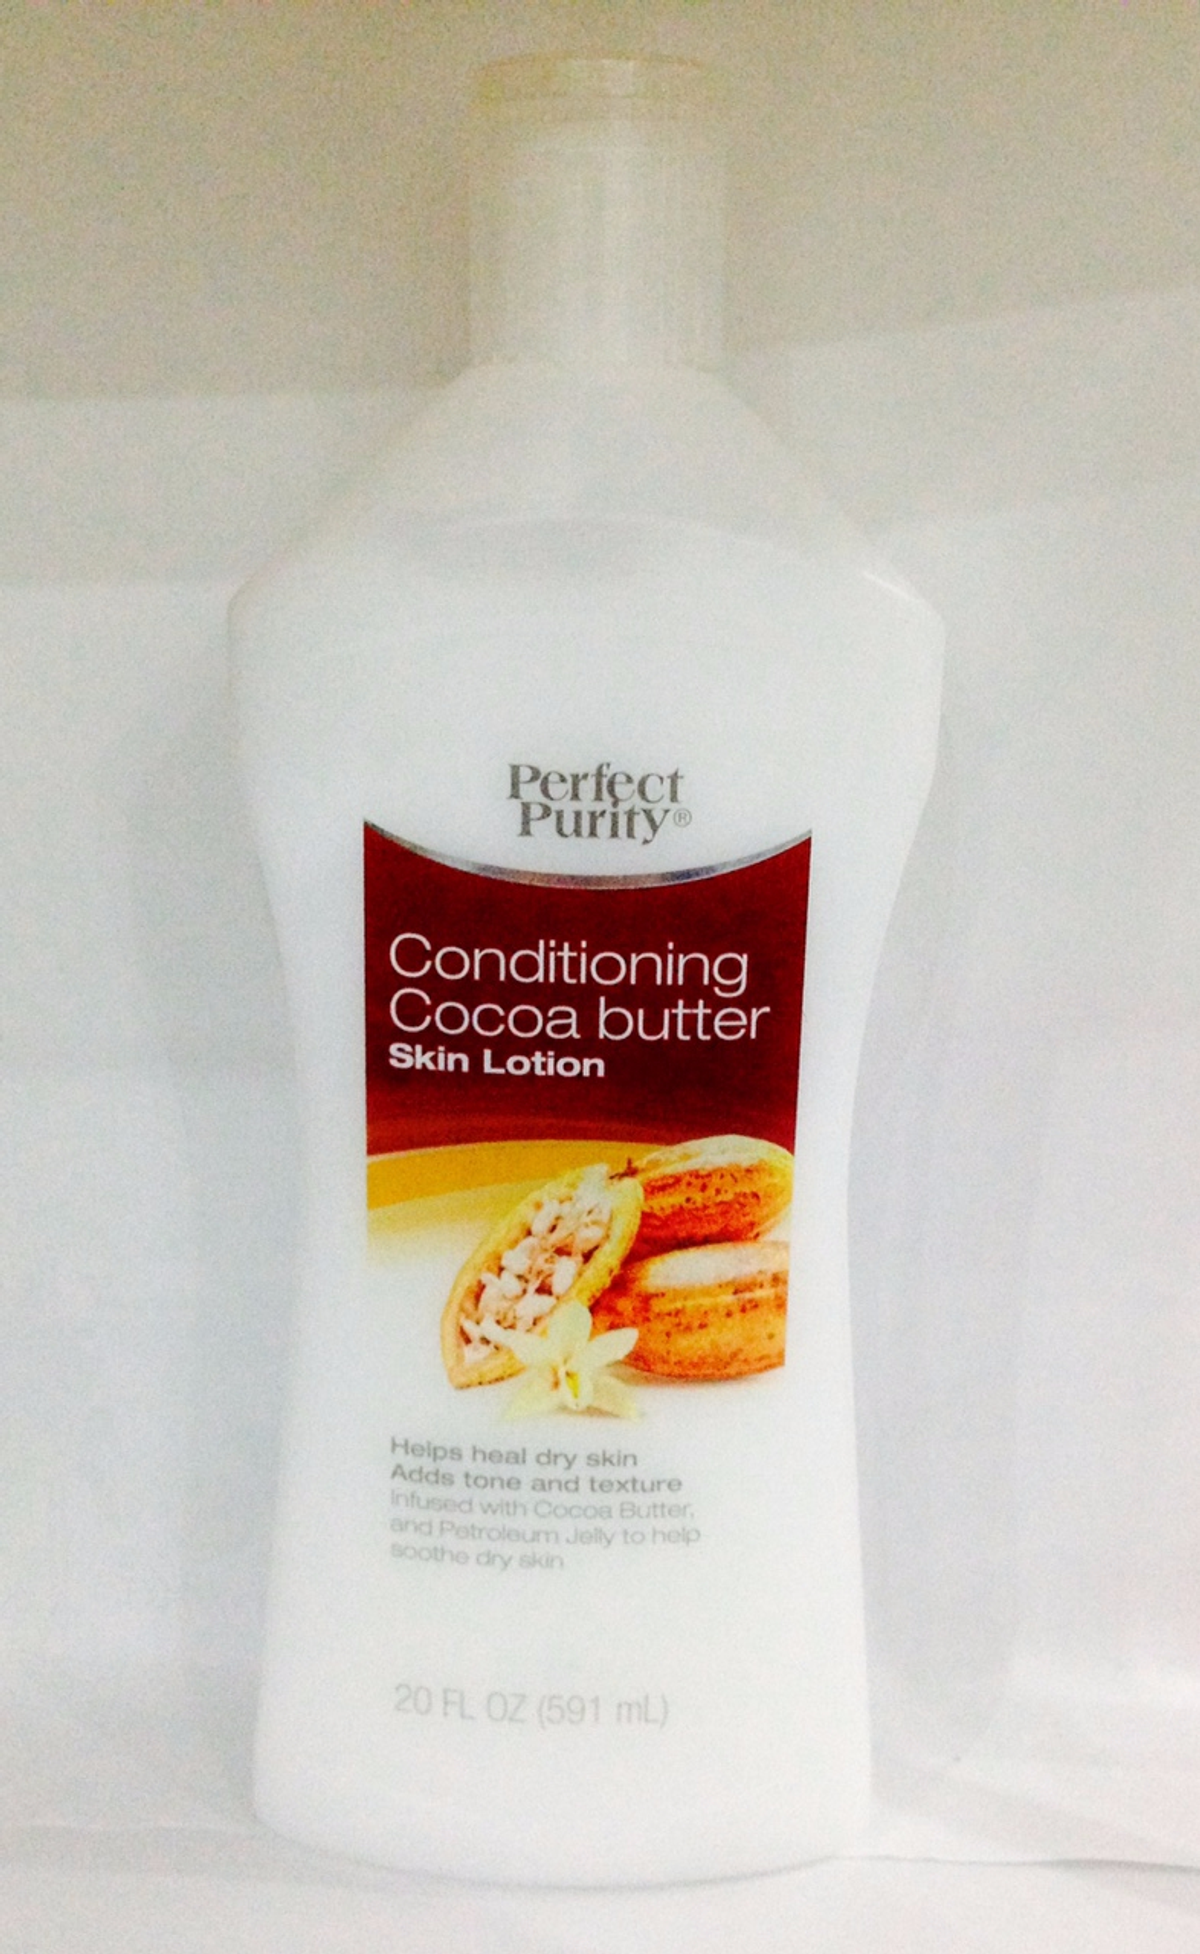 Perfect
Purity®
Conditioning
Cocoa butter
Skin Lotion
Helps heal dry skin
Adds tone and texture
Infused with Cocoa Butter,
and Petroleum Jelly to help
soothe dry skin
20 FL OZ (591 mL)